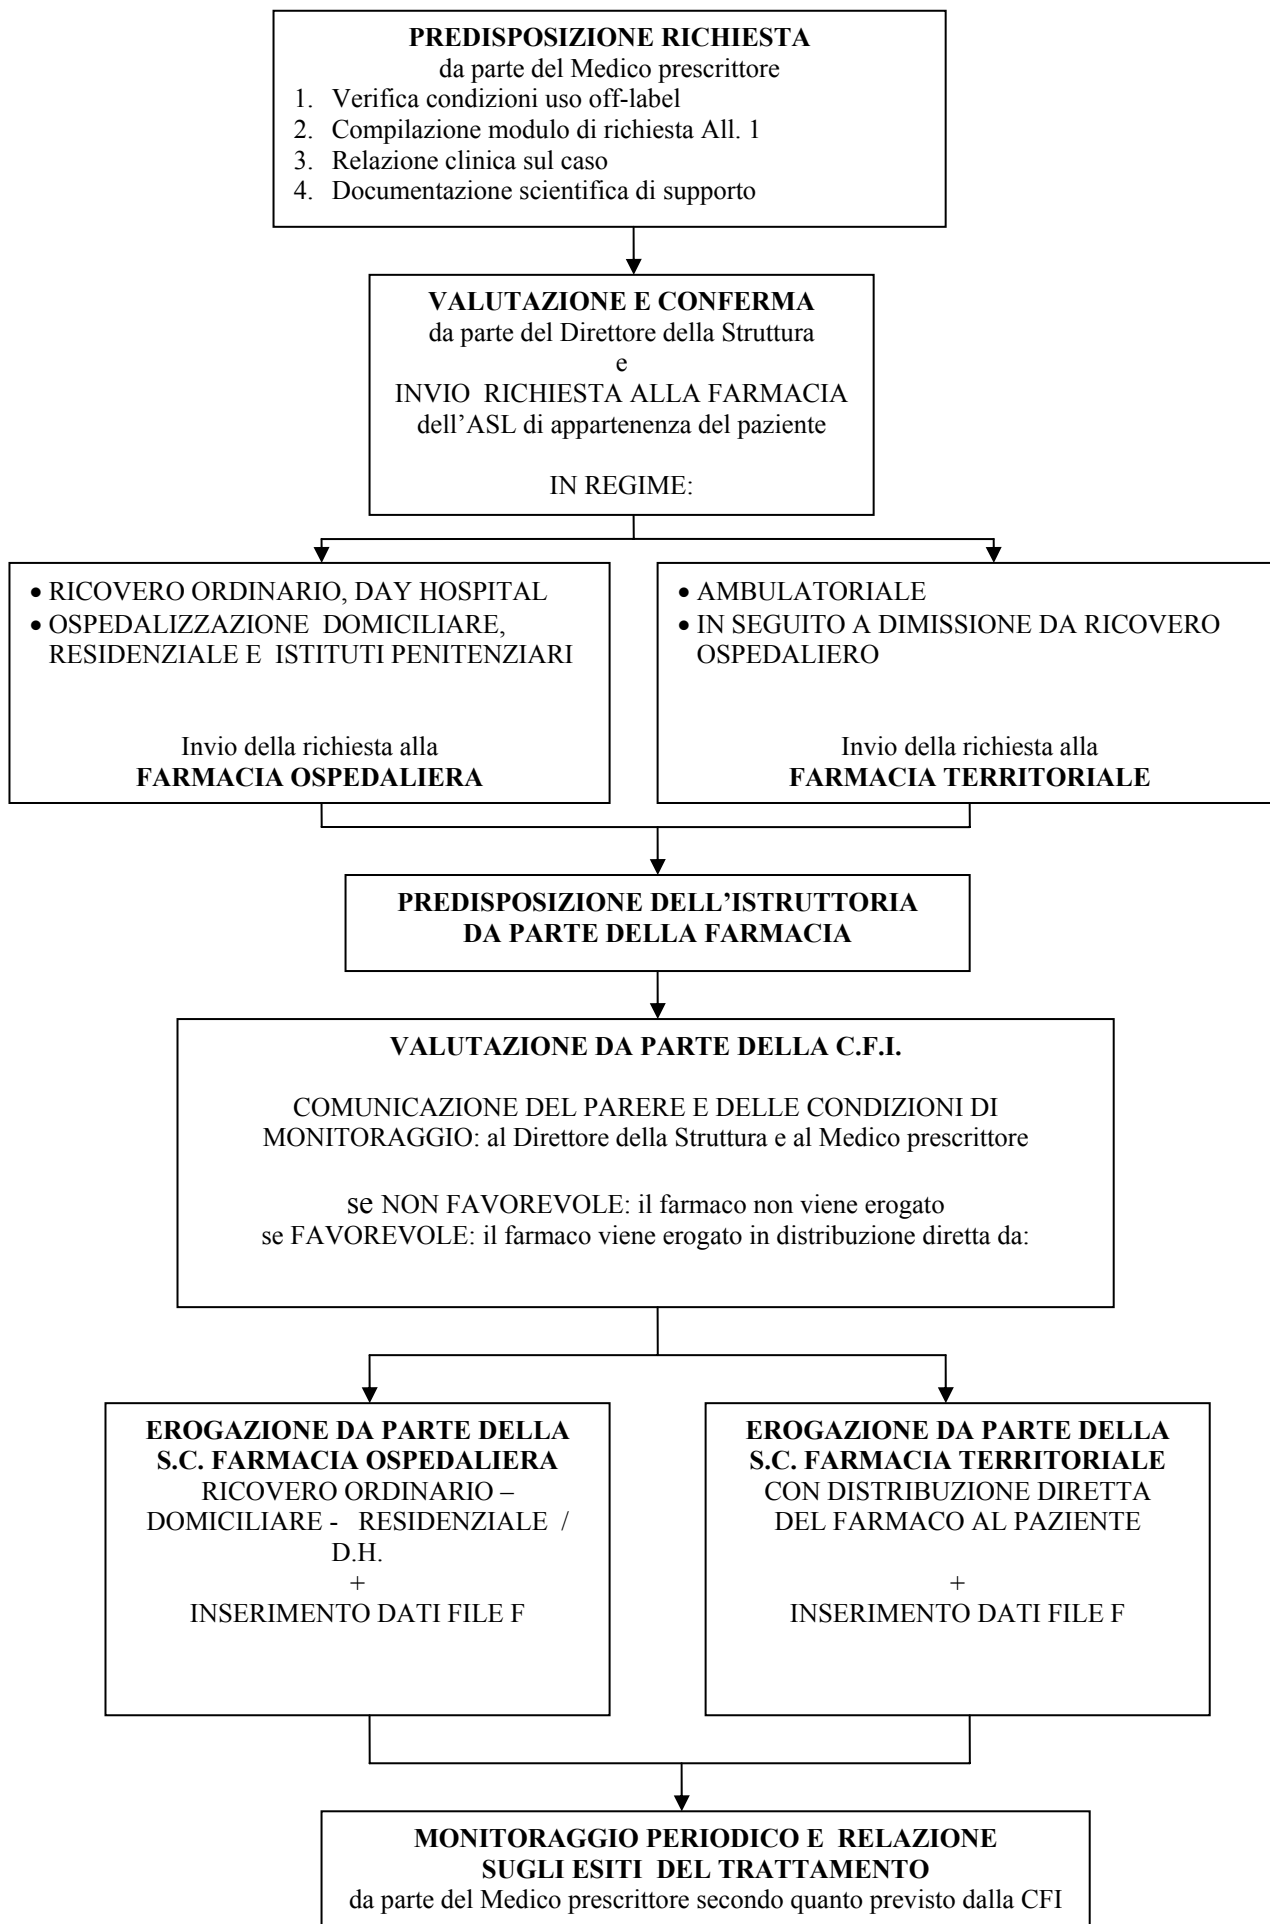 PREDISPOSIZIONE RICHIESTA
da parte del Medico prescrittore
1. Verifica condizioni uso off-label
2. Compilazione modulo di richiesta All. 1
3. Relazione clinica sul caso
4. Documentazione scientifica di supporto
VALUTAZIONE E CONFERMA
da parte del Direttore della Struttura
e
INVIO RICHIESTA ALLA FARMACIA
dell’ASL di appartenenza del paziente
IN REGIME:
• RICOVERO ORDINARIO, DAY HOSPITAL
• OSPEDALIZZAZIONE DOMICILIARE,
RESIDENZIALE E ISTITUTI PENITENZIARI
Invio della richiesta alla
FARMACIA OSPEDALIERA
• AMBULATORIALE
• IN SEGUITO A DIMISSIONE DA RICOVERO
OSPEDALIERO
Invio della richiesta alla
FARMACIA TERRITORIALE
PREDISPOSIZIONE DELL’ISTRUTTORIA
DA PARTE DELLA FARMACIA
VALUTAZIONE DA PARTE DELLA C.F.I.
COMUNICAZIONE DEL PARERE E DELLE CONDIZIONI DI
MONITORAGGIO: al Direttore della Struttura e al Medico prescrittore
se NON FAVOREVOLE: il farmaco non viene erogato
se FAVOREVOLE: il farmaco viene erogato in distribuzione diretta da:
EROGAZIONE DA PARTE DELLA
S.C. FARMACIA OSPEDALIERA
RICOVERO ORDINARIO –
DOMICILIARE - RESIDENZIALE /
D.H.
+
INSERIMENTO DATI FILE F
EROGAZIONE DA PARTE DELLA
S.C. FARMACIA TERRITORIALE
CON DISTRIBUZIONE DIRETTA
DEL FARMACO AL PAZIENTE
+
INSERIMENTO DATI FILE F
MONITORAGGIO PERIODICO E RELAZIONE
SUGLI ESITI DEL TRATTAMENTO
da parte del Medico prescrittore secondo quanto previsto dalla CFI